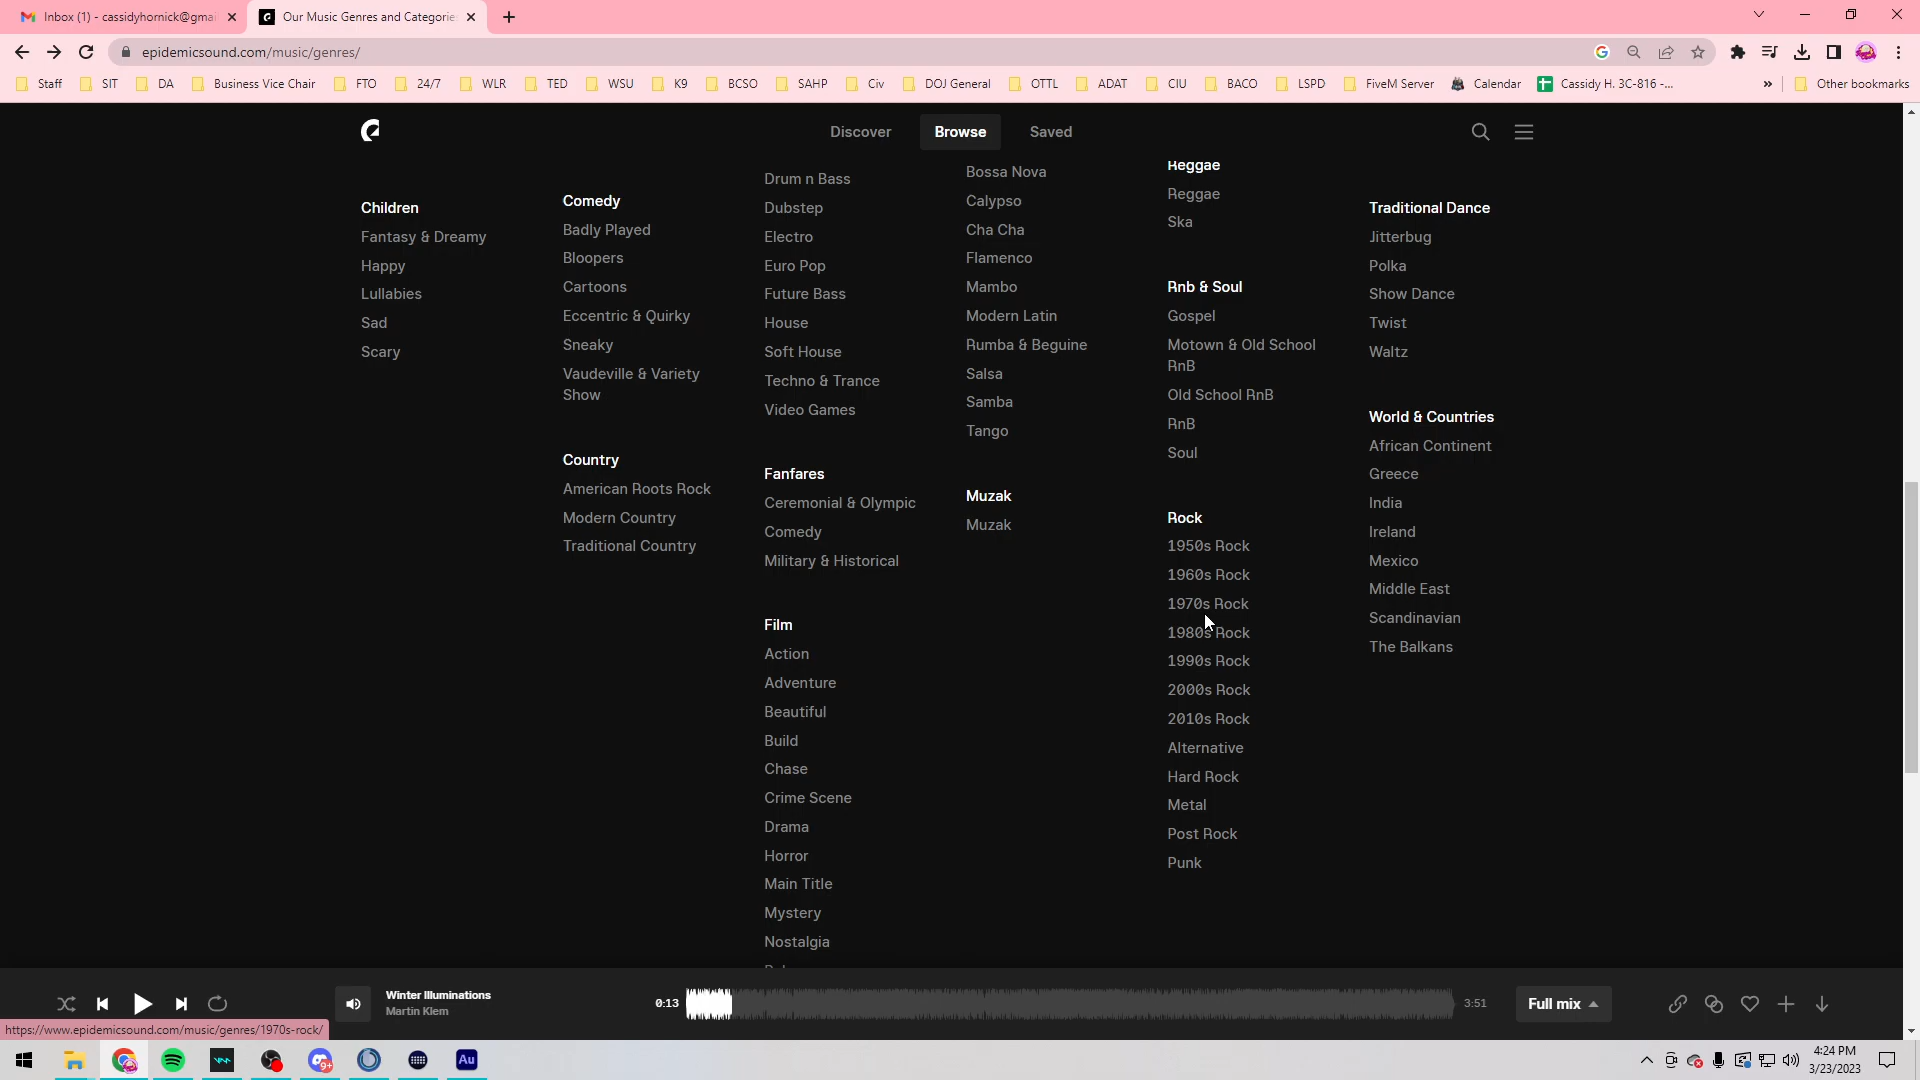 Inbox (1) - cassidyhornick@gmai
Our Music Genres and Categorie
epidemicsound.com/music/genres/
Staff
SIT
DA
Business Vice Chair
FTO
24/7
WLR
TED
WSU
K9
BCSO
SAHP
Civ
DOJ General
OTTL
ADAT
CIU
BACO
LSPD
FiveM Server
Calendar
Cassidy H. 3C-816 -...
»
Other bookmarks
Discover
Browse
Saved
Children
Fantasy & Dreamy
Happy
Lullabies
Sad
Scary
Comedy
Badly Played
Bloopers
Cartoons
Eccentric & Quirky
Sneaky
Vaudeville & Variety
Show
Country
American Roots Rock
Modern Country
Traditional Country
Drum n Bass
Dubstep
Electro
Euro Pop
Future Bass
House
Soft House
Techno & Trance
Video Games
Fanfares
Ceremonial & Olympic
Comedy
Military & Historical
Film
Action
Adventure
Beautiful
Build
Chase
Crime Scene
Drama
Horror
Main Title
Mystery
Nostalgia
Bossa Nova
Calypso
Cha Cha
Flamenco
Mambo
Modern Latin
Rumba & Beguine
Salsa
Samba
Tango
Muzak
Muzak
Reggae
Reggae
Ska
Rnb & Soul
Gospel
Motown & Old School
RnB
Old School RnB
RnB
Soul
Rock
1950s Rock
1960s Rock
1970s Rock
1980s Rock
1990s Rock
2000s Rock
2010s Rock
Alternative
Hard Rock
Metal
Post Rock
Punk
Traditional Dance
Jitterbug
Polka
Show Dance
Twist
Waltz
World & Countries
African Continent
Greece
India
Ireland
Mexico
Middle East
Scandinavian
The Balkans
Winter Illuminations
Martin Klem
0:13
3:51
Full mix
https://www.epidemicsound.com/music/genres/1970s-rock/
9+
Au
4:24 PM
3/23/2023